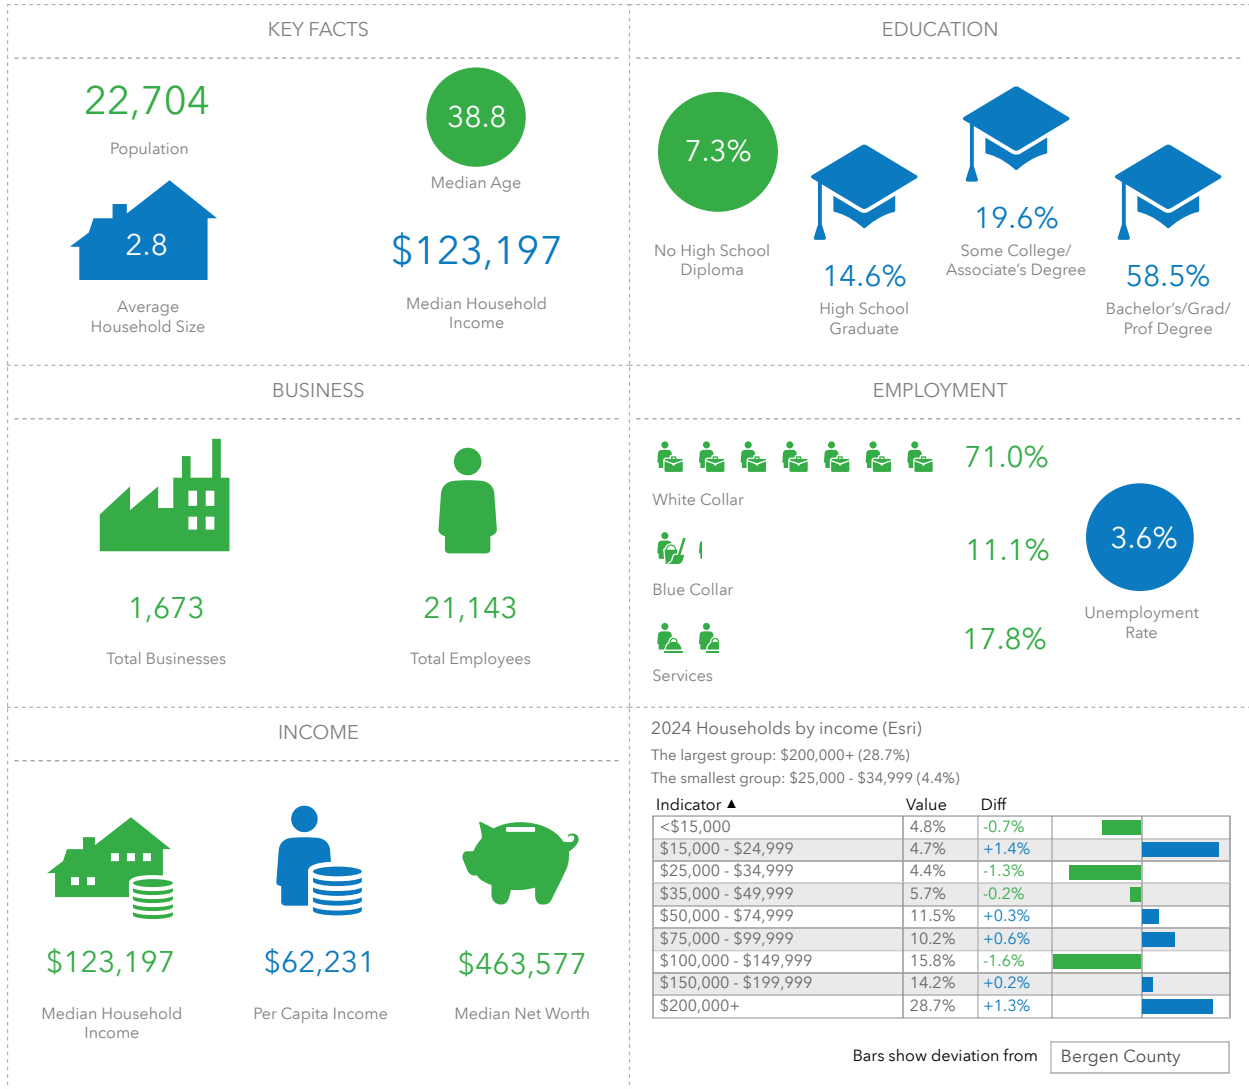 KEY FACTS
22,704
Population
38.8
Median Age
2.8
Average
Household Size
$123,197
Median Household
Income
EDUCATION
7.3%
No High School
Diploma
14.6%
High School
Graduate
19.6%
Some College/
Associate's Degree
58.5%
Bachelor's/Grad/
Prof Degree
BUSINESS
1,673
Total Businesses
21,143
Total Employees
EMPLOYMENT
71.0%
White Collar
11.1%
Blue Collar
17.8%
Services
3.6%
Unemployment
Rate
INCOME
$123,197
Median Household
Income
$62,231
Per Capita Income
$463,577
Median Net Worth
2024 Households by income (Esri)
The largest group: $200,000+ (28.7%)
The smallest group: $25,000 - $34,999 (4.4%)
Indicator ▲ Value Diff
<$15,000 4.8% -0.7%
$15,000 - $24,999 4.7% +1.4%
$25,000 - $34,999 4.4% -1.3%
$35,000 - $49,999 5.7% -0.2%
$50,000 - $74,999 11.5% +0.3%
$75,000 - $99,999 10.2% +0.6%
$100,000 - $149,999 15.8% -1.6%
$150,000 - $199,999 14.2% +0.2%
$200,000+ 28.7% +1.3%
Bars show deviation from Bergen County